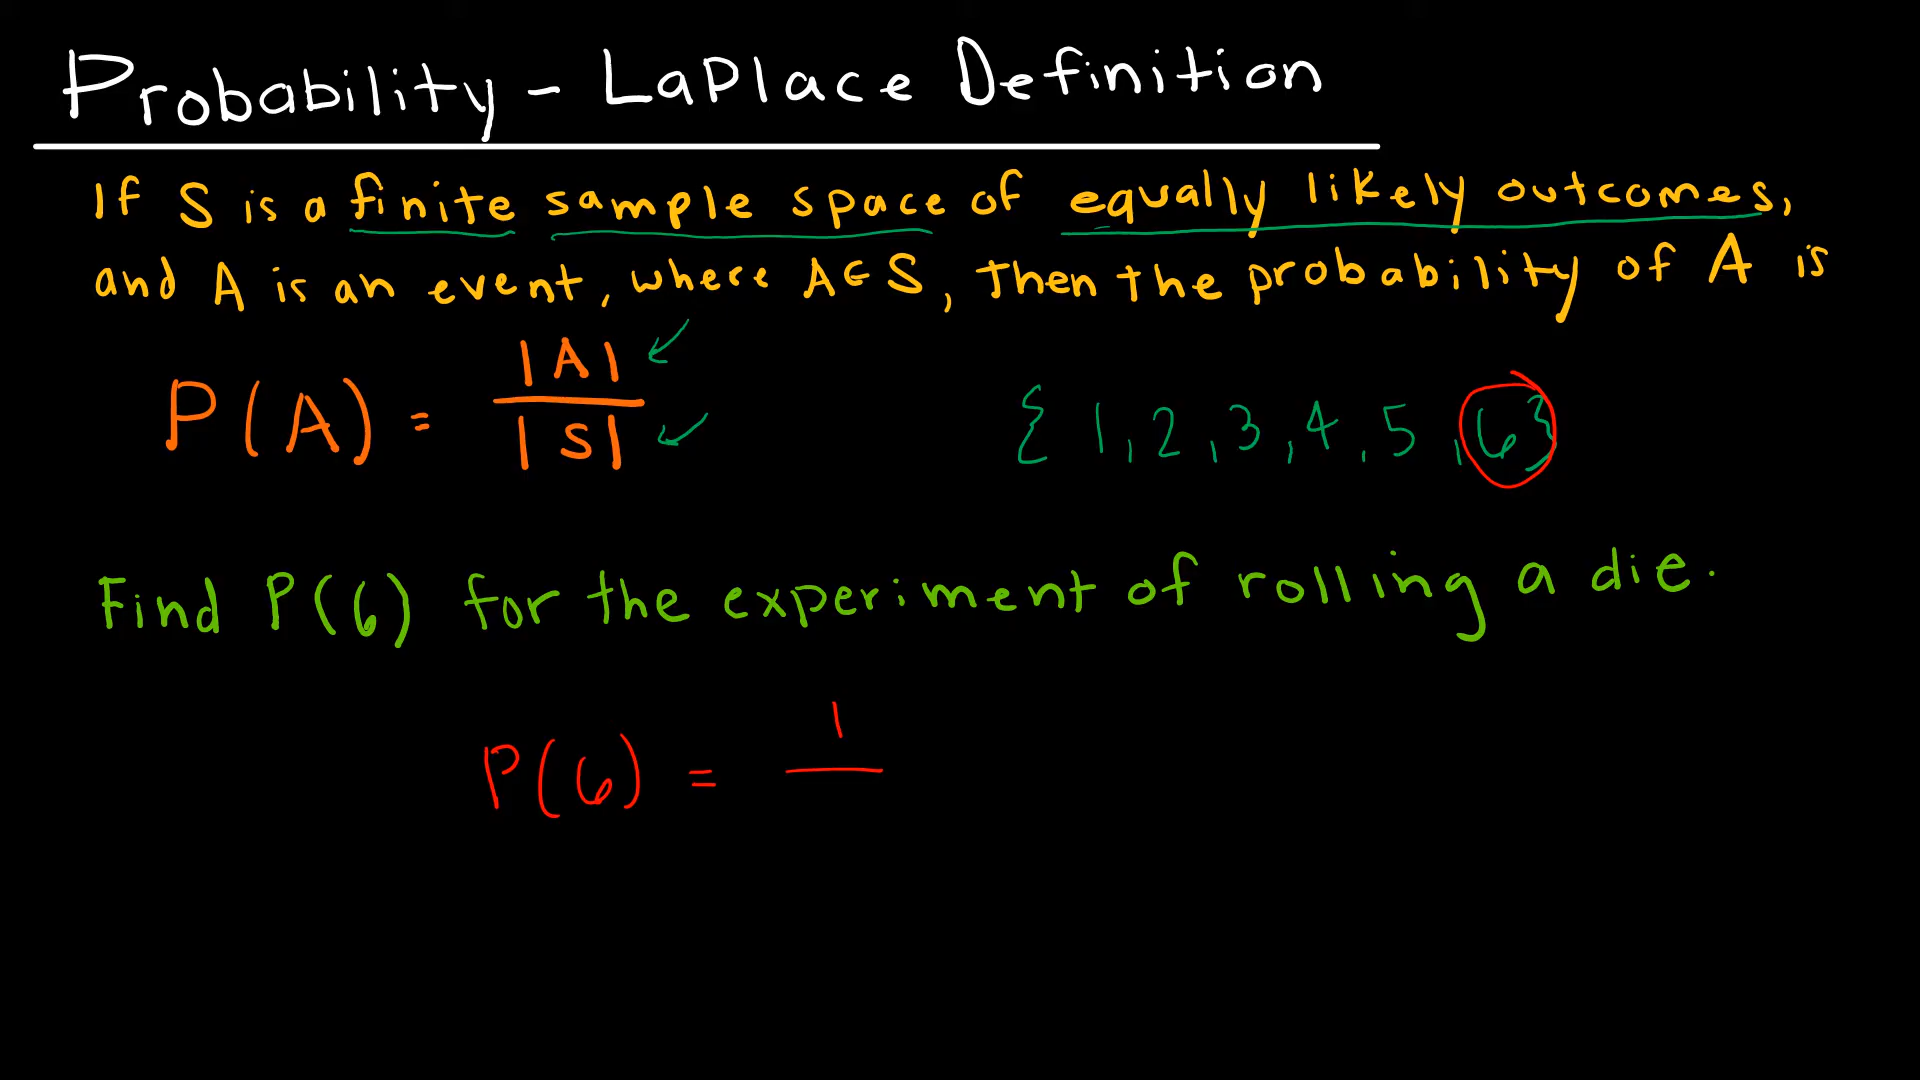 Probability - LaPlace Definition
If S is a finite sample space of equally likely outcomes,
and A is an event, where A∈S, Then the probability of A is
P(A) = |A| / |S|
{ 1, 2, 3, 4, 5, 6 }
Find P(6) for the experiment of rolling a die.
P(6) = 1 /